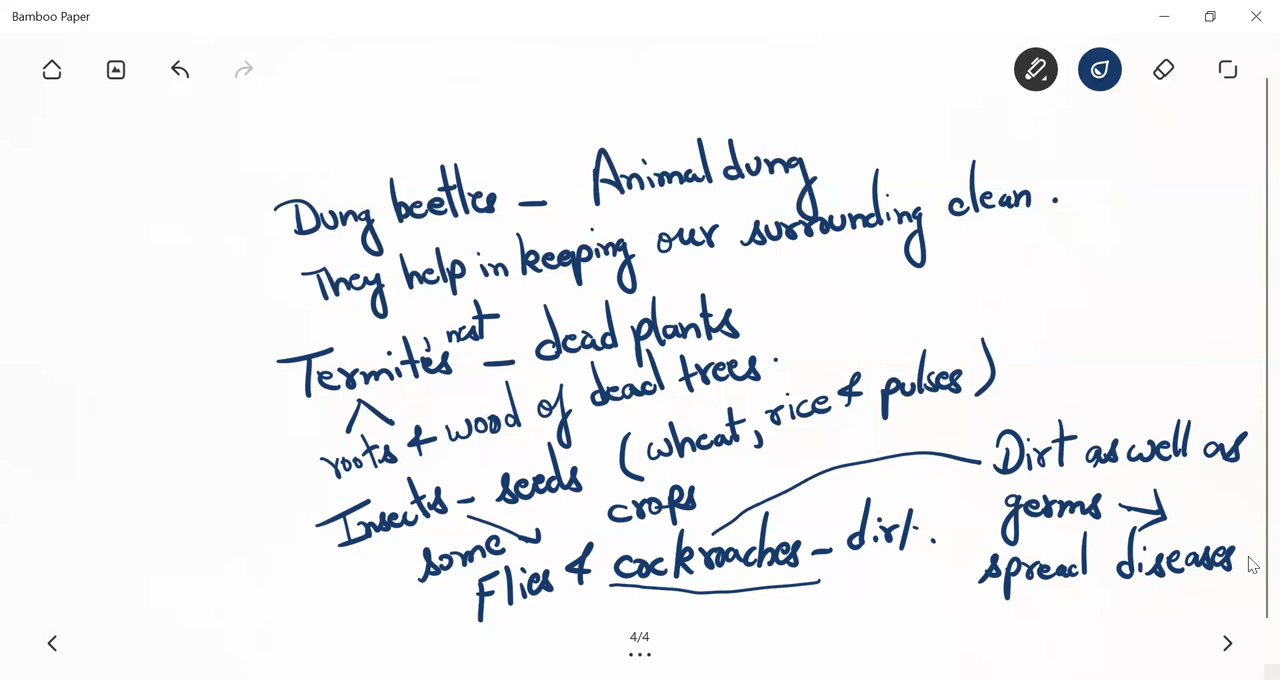 Bamboo Paper
Dung beetles - Animal dung
They help in keeping our surrounding clean.
Termites' nest - dead plants
roots & wood of dead trees.
Insects - seeds (wheat, rice & pulses)
crops
some
Flies & cockroaches - dirt.
Dirt as well as
germs →
spread diseases
4/4